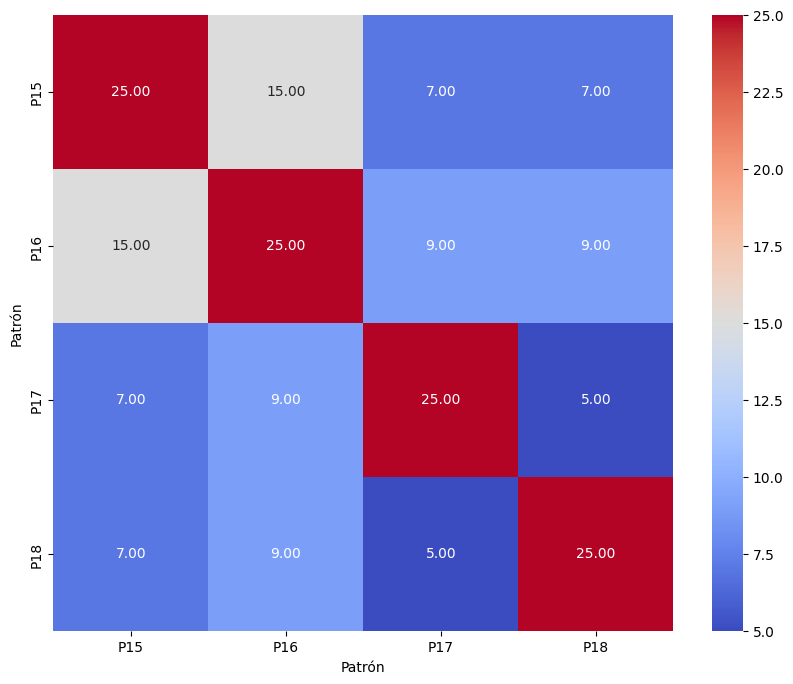 P15 25.00 15.00 7.00 7.00
P16 15.00 25.00 9.00 9.00
P17 7.00 9.00 25.00 5.00
P18 7.00 9.00 5.00 25.00
Patrón
P15 P16 P17 P18
Patrón
25.0
22.5
20.0
17.5
15.0
12.5
10.0
7.5
5.0